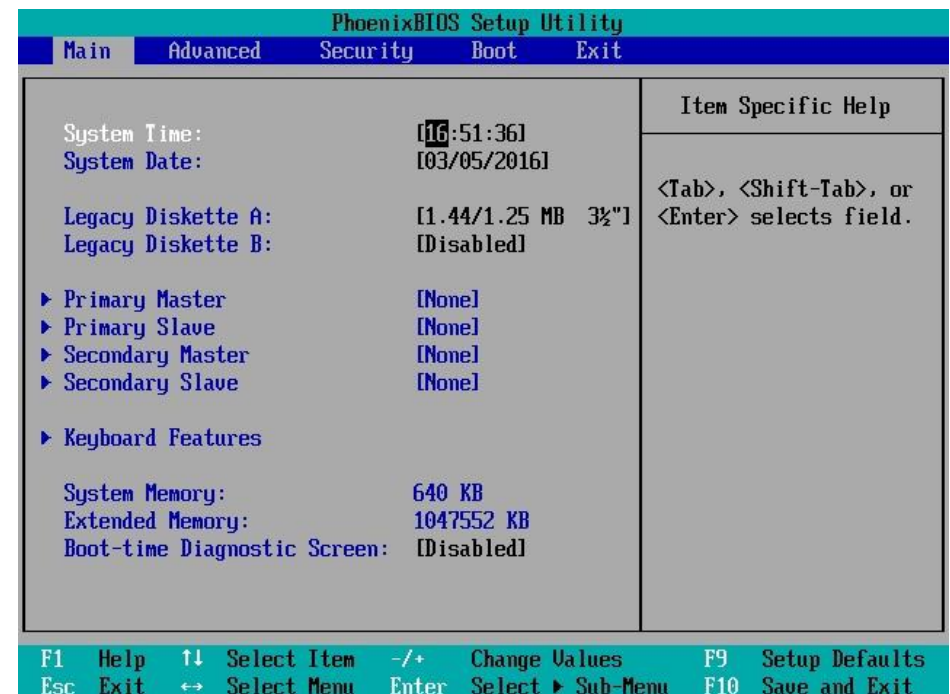 PhoenixBIOS Setup Utility
Main Advanced Security Boot Exit
Item Specific Help
System Time: [16:51:36]
System Date: [03/05/2016]
<Tab>, <Shift-Tab>, or
<Enter> selects field.
Legacy Diskette A: [1.44/1.25 MB 3½"]
Legacy Diskette B: [Disabled]
Primary Master [None]
Primary Slave [None]
Secondary Master [None]
Secondary Slave [None]
Keyboard Features
System Memory: 640 KB
Extended Memory: 1047552 KB
Boot-time Diagnostic Screen: [Disabled]
F1 Help ↑↓ Select Item -/+ Change Values F9 Setup Defaults
Esc Exit ↔ Select Menu Enter Select ▶ Sub-Menu F10 Save and Exit